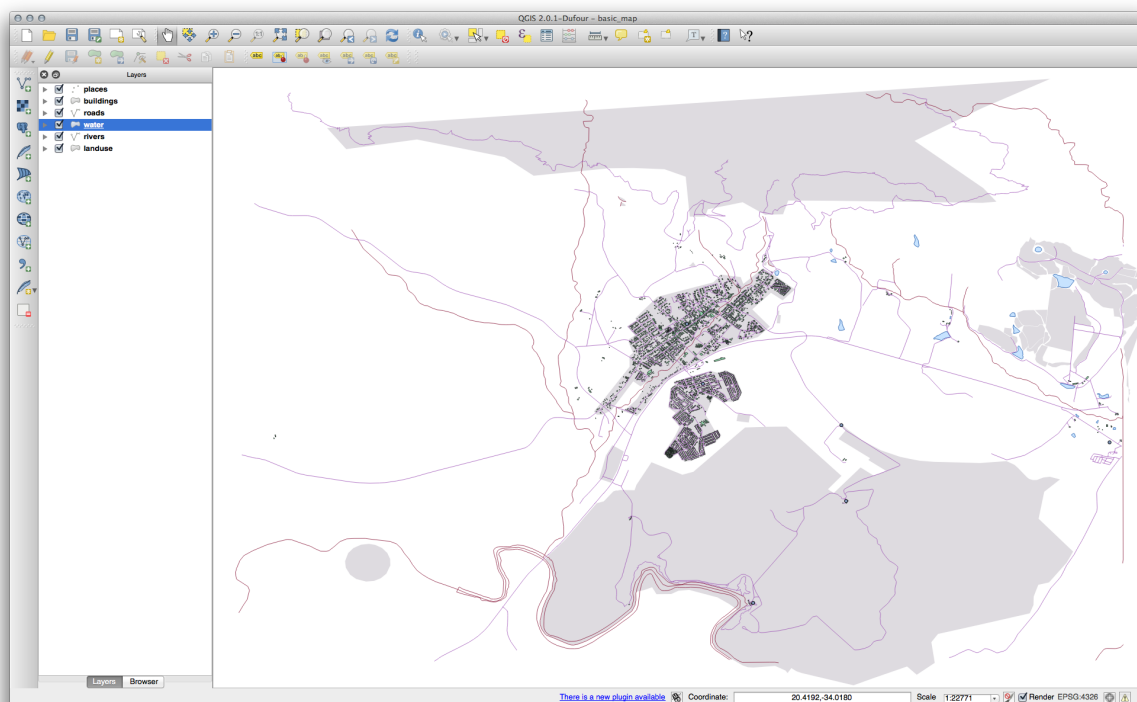 QGIS 2.0.1-Dufour - basic_map
Layers
places
buildings
roads
water
rivers
landuse
Layers Browser
There is a new plugin available Coordinate: 20.4192,-34.0180 Scale 1:22771 Render EPSG:4326